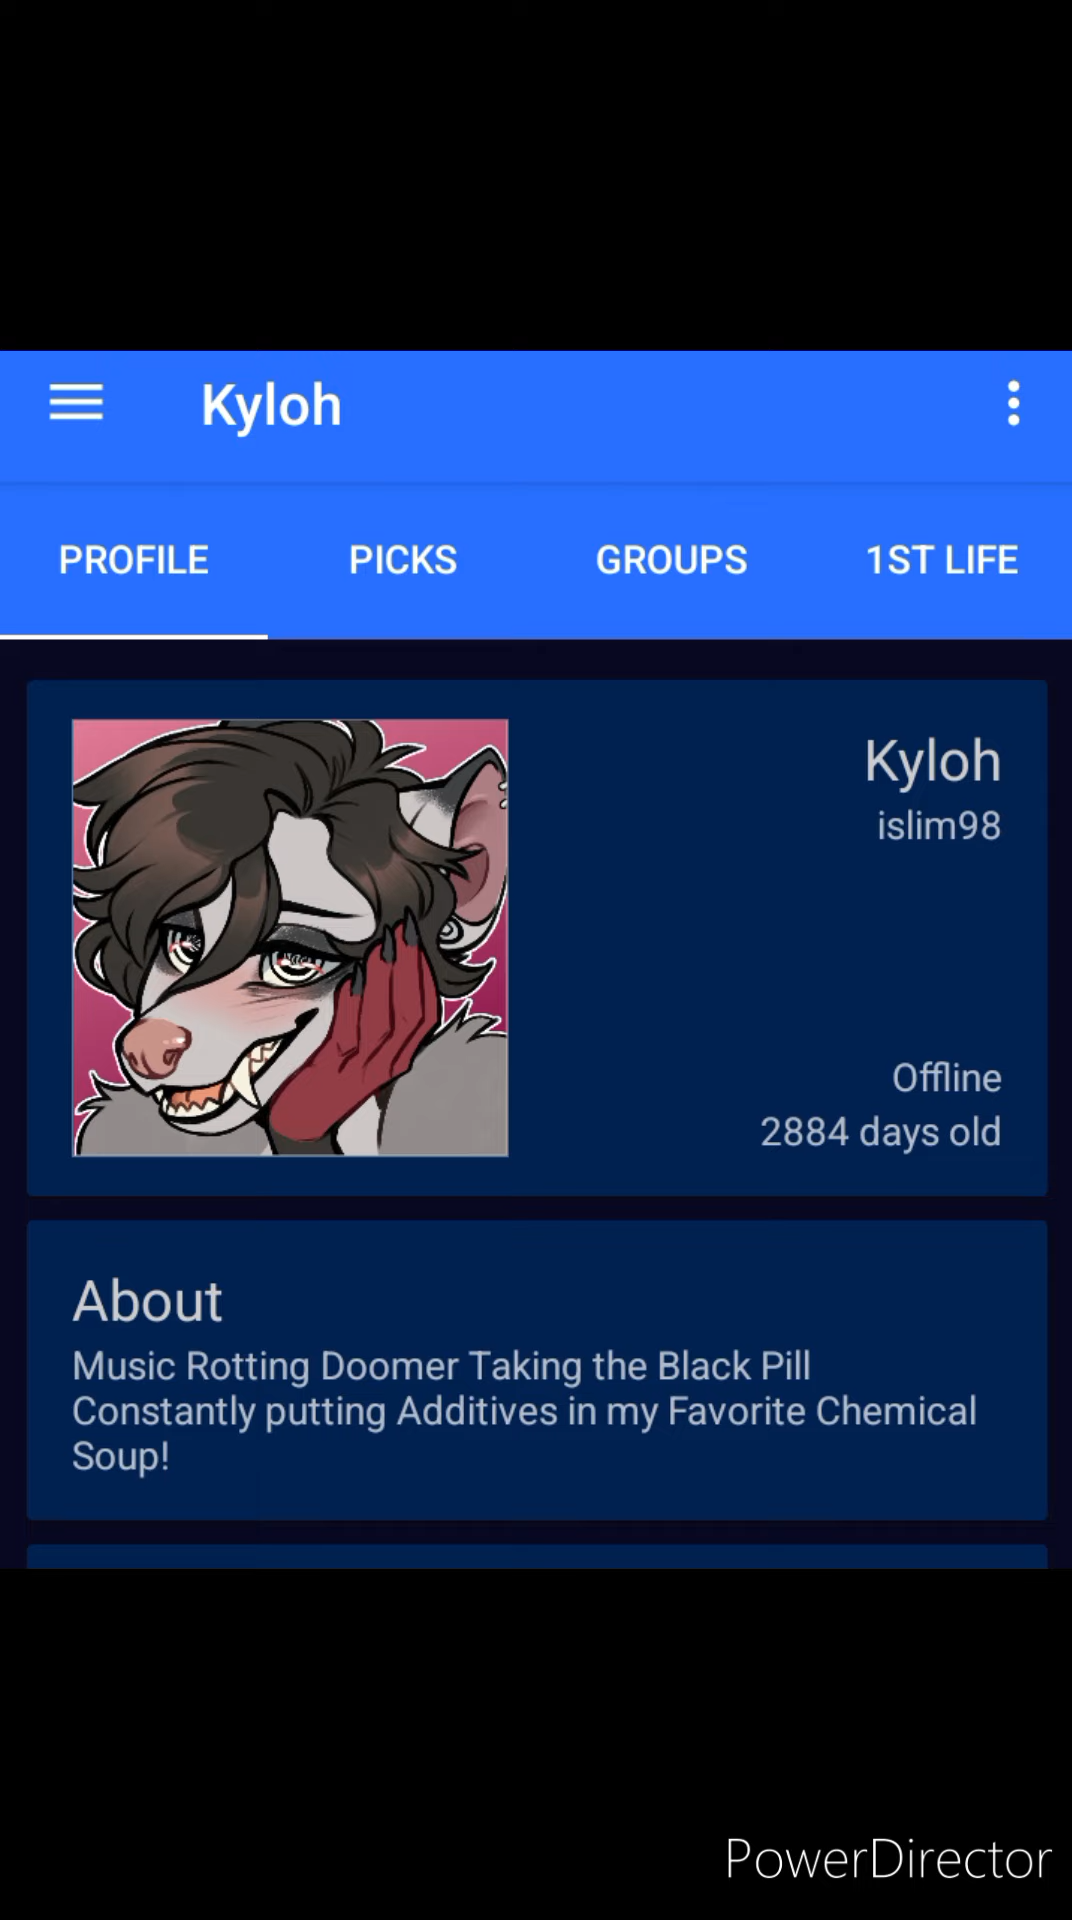 Kyloh
PROFILE PICKS GROUPS 1ST LIFE
Kyloh
islim98
Offline
2884 days old
About
Music Rotting Doomer Taking the Black Pill
Constantly putting Additives in my Favorite Chemical
Soup!
PowerDirector